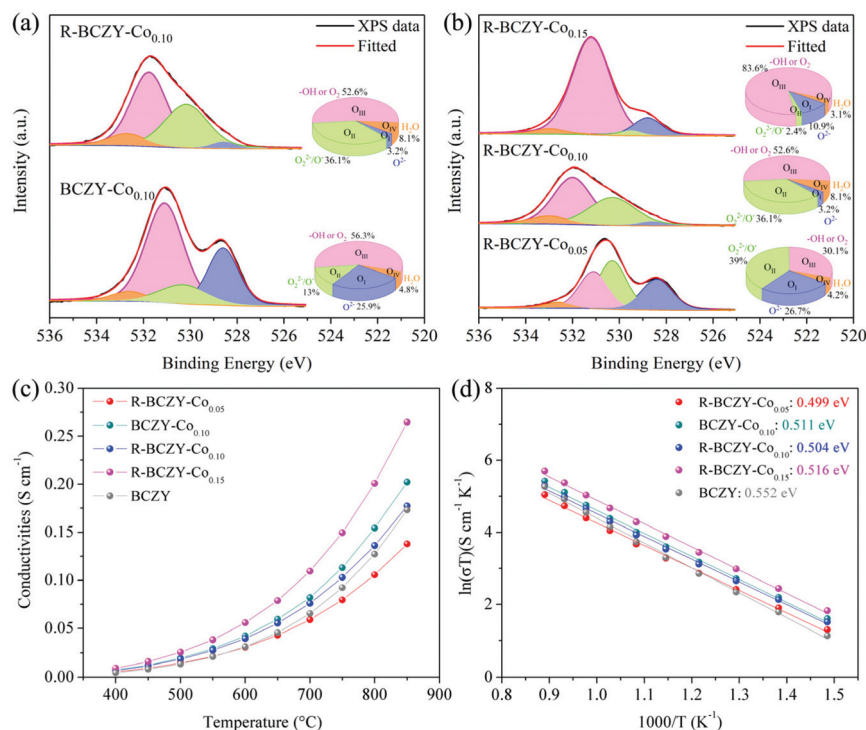 (a)
R-BCZY-Co0.10
XPS data
Fitted
-OH or O2 52.6%
OIII
OII
OI
OIV
H2O
8.1%
3.2%
O2-
O2^2-/O- 36.1%
BCZY-Co0.10
-OH or O2 56.3%
OIII
OII
OI
OIV
H2O
4.8%
O2^2-/O-
13%
O2- 25.9%
Intensity (a.u.)
536 534 532 530 528 526 524 522 520
Binding Energy (eV)
(b)
R-BCZY-Co0.15
XPS data
Fitted
-OH or O2
83.6%
OIII
OII
OI
OIV
H2O
3.1%
O2^2-/O- 2.4%
10.9%
O2-
R-BCZY-Co0.10
-OH or O2 52.6%
OIII
OII
OI
OIV
H2O
8.1%
3.2%
O2-
O2^2-/O- 36.1%
R-BCZY-Co0.05
O2^2-/O-
39%
-OH or O2
30.1%
OIII
OII
OI
OIV
H2O
4.2%
O2- 26.7%
Intensity (a.u.)
536 534 532 530 528 526 524 522 520
Binding Energy (eV)
(c)
R-BCZY-Co0.05
BCZY-Co0.10
R-BCZY-Co0.10
R-BCZY-Co0.15
BCZY
Conductivities (S cm-1)
0.30
0.25
0.20
0.15
0.10
0.05
0.00
400 500 600 700 800 900
Temperature (°C)
(d)
R-BCZY-Co0.05: 0.499 eV
BCZY-Co0.10: 0.511 eV
R-BCZY-Co0.10: 0.504 eV
R-BCZY-Co0.15: 0.516 eV
BCZY: 0.552 eV
ln(σT)(S cm-1 K-1)
8
6
4
2
0
0.8 0.9 1.0 1.1 1.2 1.3 1.4 1.5
1000/T (K-1)